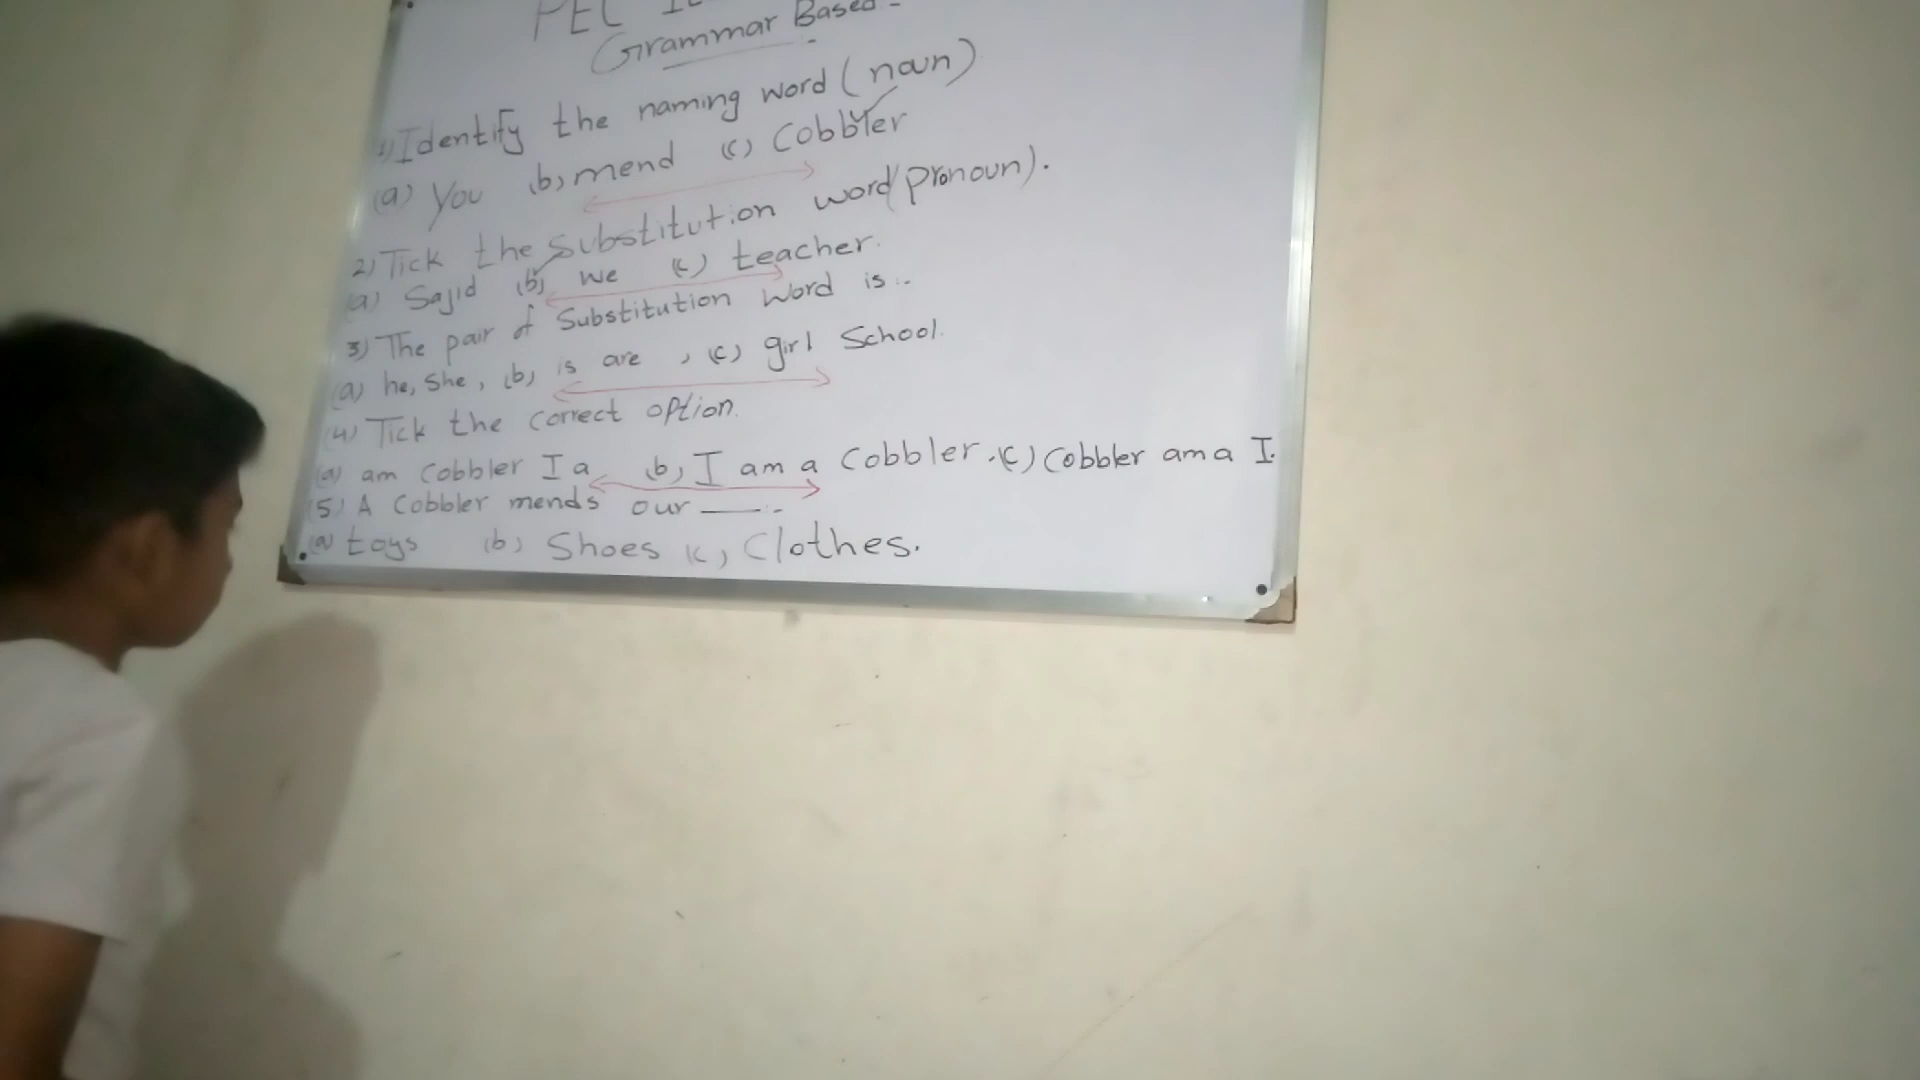 PEC
Grammar Based -
1) Identify the naming word (noun)
(a) You (b) mend (c) Cobbler
2) Tick the Substitution word (pronoun).
(a) Sajid (b) we (c) teacher.
3) The pair of Substitution Word is..
(a) he, She, (b) is are , (c) girl School.
(4) Tick the correct option.
(a) am Cobbler I a (b) I am a Cobbler. (c) Cobbler am a I.
(5) A Cobbler mends our ——.
(a) toys (b) Shoes (c) Clothes.